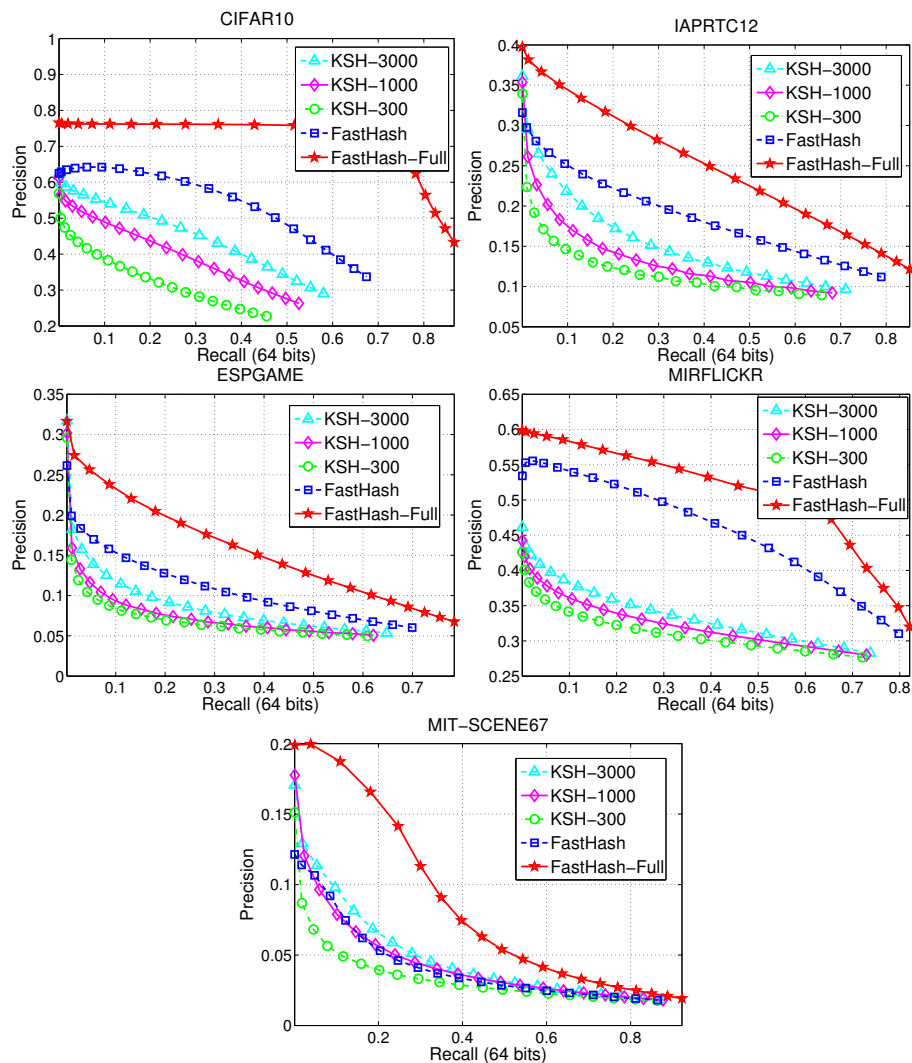 CIFAR10
1
0.9
0.8
0.7
0.6
0.5
0.4
0.3
0.2
Precision
KSH−3000
KSH−1000
KSH−300
FastHash
FastHash−Full
0.1 0.2 0.3 0.4 0.5 0.6 0.7 0.8
Recall (64 bits)
IAPRTC12
0.4
0.35
0.3
0.25
0.2
0.15
0.1
0.05
Precision
KSH−3000
KSH−1000
KSH−300
FastHash
FastHash−Full
0.1 0.2 0.3 0.4 0.5 0.6 0.7 0.8
Recall (64 bits)
ESPGAME
0.35
0.3
0.25
0.2
0.15
0.1
0.05
0
Precision
KSH−3000
KSH−1000
KSH−300
FastHash
FastHash−Full
0.1 0.2 0.3 0.4 0.5 0.6 0.7
Recall (64 bits)
MIRFLICKR
0.65
0.6
0.55
0.5
0.45
0.4
0.35
0.3
0.25
Precision
KSH−3000
KSH−1000
KSH−300
FastHash
FastHash−Full
0.1 0.2 0.3 0.4 0.5 0.6 0.7 0.8
Recall (64 bits)
MIT−SCENE67
0.2
0.15
0.1
0.05
0
Precision
KSH−3000
KSH−1000
KSH−300
FastHash
FastHash−Full
0.2 0.4 0.6 0.8
Recall (64 bits)